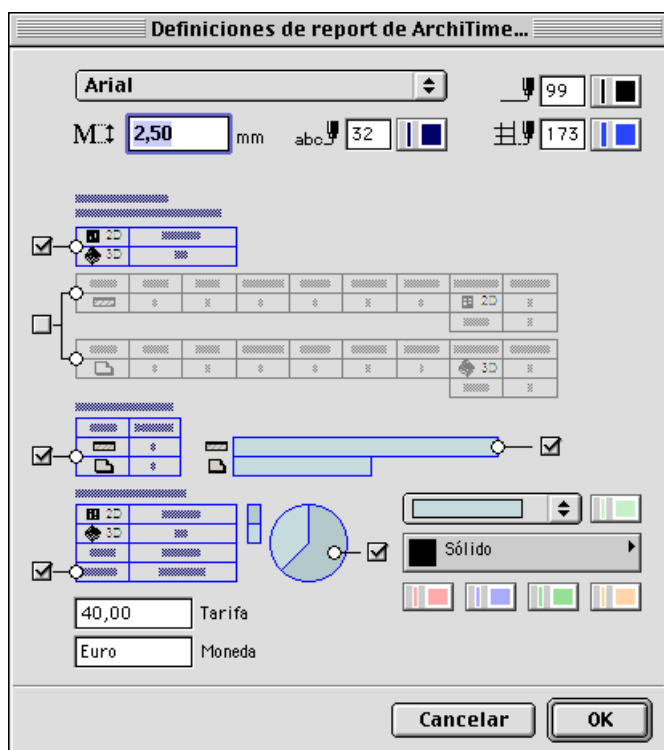 Definiciones de report de ArchiTime...
Arial
99
M
2,50
mm
abc
32
173
2D
3D
2D
3D
2D
3D
Sólido
40,00
Tarifa
Euro
Moneda
Cancelar
OK